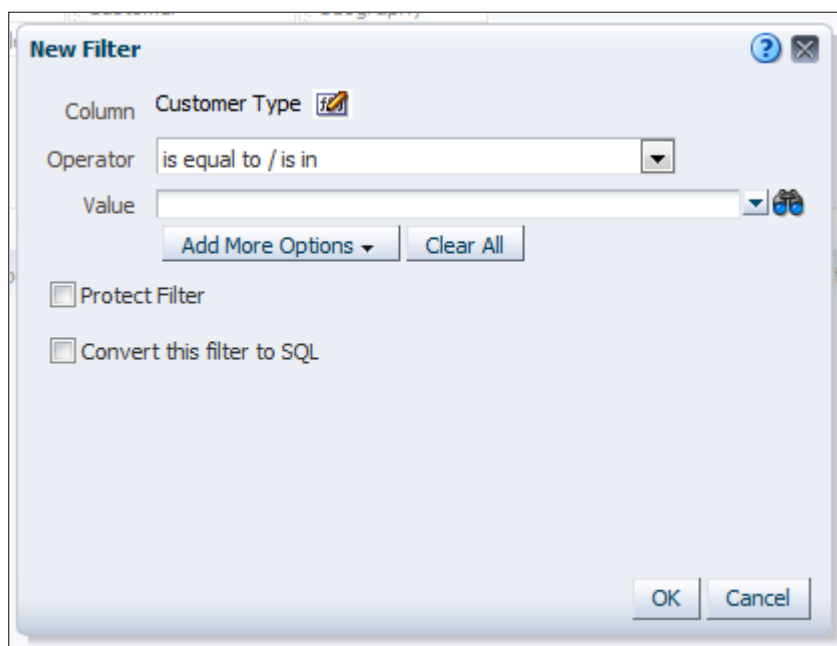 New Filter
Column Customer Type
Operator is equal to / is in
Value
Add More Options Clear All
Protect Filter
Convert this filter to SQL
OK Cancel